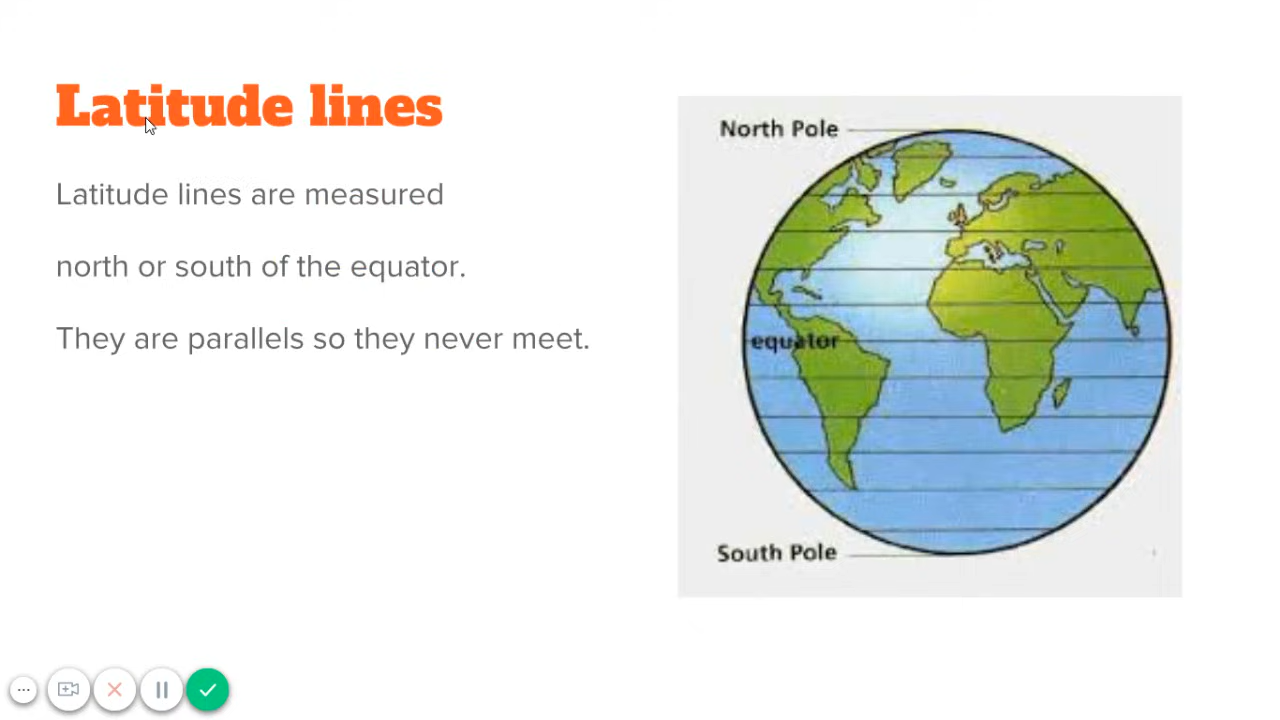 Latitude lines
Latitude lines are measured
north or south of the equator.
They are parallels so they never meet.
North Pole
equator
South Pole